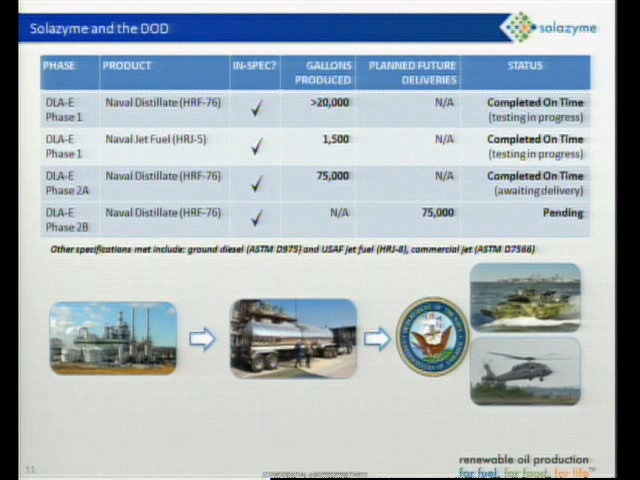 Solazyme and the DOD
solazyme
PHASE PRODUCT IN-SPEC? GALLONS PRODUCED PLANNED FUTURE DELIVERIES STATUS
DLA-E Phase 1 Naval Distillate (HRF-76) ✓ >20,000 N/A Completed On Time (testing in progress)
DLA-E Phase 1 Naval Jet Fuel (HRJ-5) ✓ 1,500 N/A Completed On Time (testing in progress)
DLA-E Phase 2A Naval Distillate (HRF-76) ✓ 75,000 N/A Completed On Time (awaiting delivery)
DLA-E Phase 2B Naval Distillate (HRF-76) ✓ N/A 75,000 Pending
Other specifications met include: ground diesel (ASTM D975) and USAF jet fuel (HRJ-8), commercial jet (ASTM D7566)
11
CONFIDENTIAL AND PROPRIETARY
renewable oil production
for fuel, for food, for life™